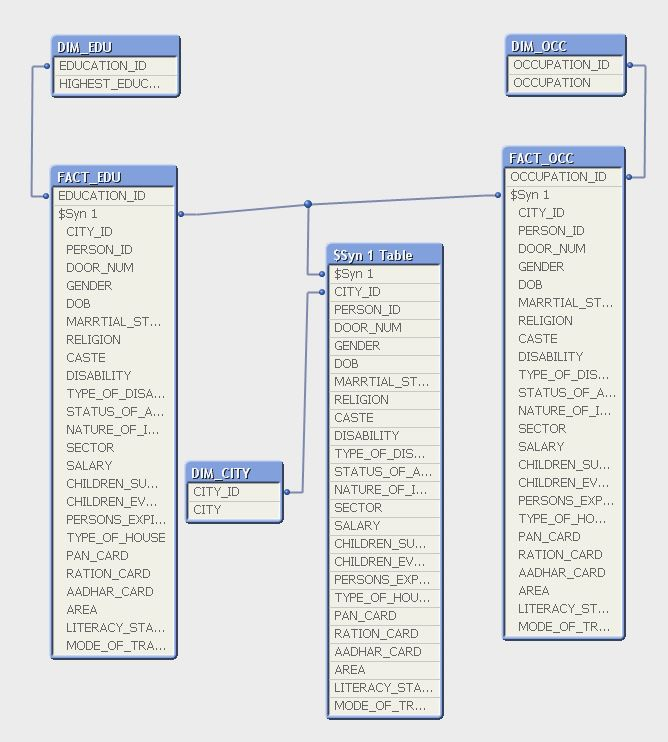 DIM_EDU
EDUCATION_ID
HIGHEST_EDUC...
DIM_OCC
OCCUPATION_ID
OCCUPATION
FACT_EDU
EDUCATION_ID
$Syn 1
CITY_ID
PERSON_ID
DOOR_NUM
GENDER
DOB
MARRTIAL_ST...
RELIGION
CASTE
DISABILITY
TYPE_OF_DISA...
STATUS_OF_A...
NATURE_OF_I...
SECTOR
SALARY
CHILDREN_SU...
CHILDREN_EV...
PERSONS_EXPI...
TYPE_OF_HOUSE
PAN_CARD
RATION_CARD
AADHAR_CARD
AREA
LITERACY_STA...
MODE_OF_TRA...
FACT_OCC
OCCUPATION_ID
$Syn 1
CITY_ID
PERSON_ID
DOOR_NUM
GENDER
DOB
MARRTIAL_ST...
RELIGION
CASTE
DISABILITY
TYPE_OF_DIS...
STATUS_OF_A...
NATURE_OF_I...
SECTOR
SALARY
CHILDREN_SU...
CHILDREN_EV...
PERSONS_EXP...
TYPE_OF_HO...
PAN_CARD
RATION_CARD
AADHAR_CARD
AREA
LITERACY_ST...
MODE_OF_TR...
$Syn 1 Table
$Syn 1
CITY_ID
PERSON_ID
DOOR_NUM
GENDER
DOB
MARRTIAL_ST...
RELIGION
CASTE
DISABILITY
TYPE_OF_DIS...
STATUS_OF_A...
NATURE_OF_I...
SECTOR
SALARY
CHILDREN_SU...
CHILDREN_EV...
PERSONS_EXP...
TYPE_OF_HOU...
PAN_CARD
RATION_CARD
AADHAR_CARD
AREA
LITERACY_STA...
MODE_OF_TR...
DIM_CITY
CITY_ID
CITY